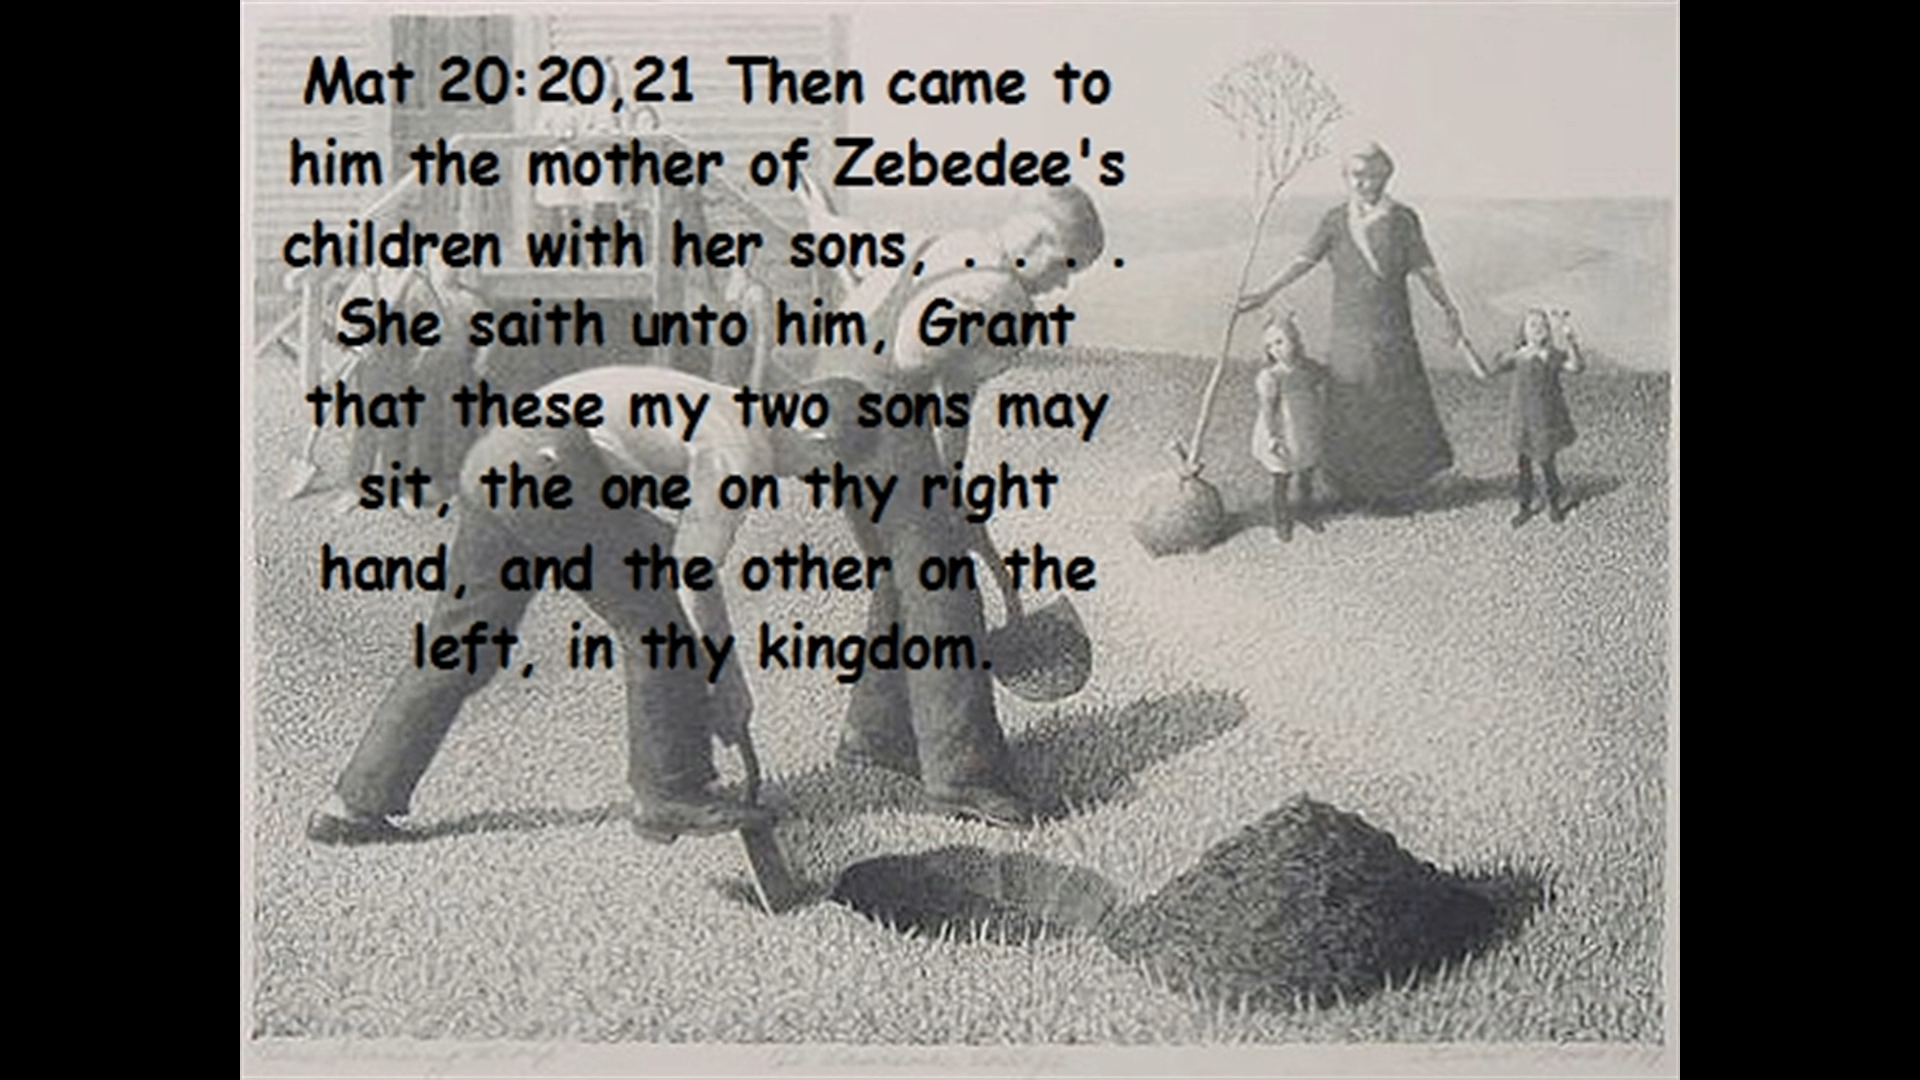 Mat 20:20,21 Then came to
him the mother of Zebedee's
children with her sons, . . . .
She saith unto him, Grant
that these my two sons may
sit, the one on thy right
hand, and the other on the
left, in thy kingdom.